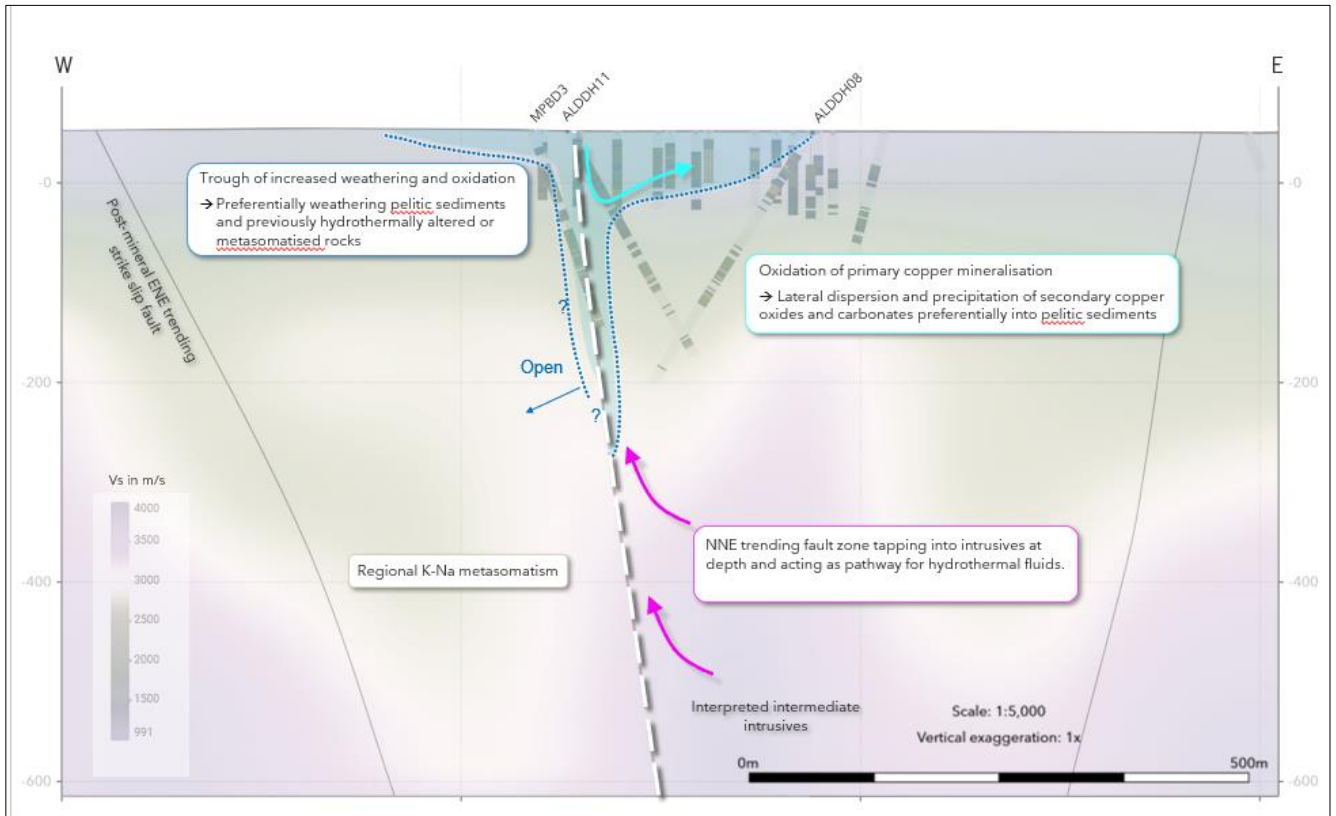 W
E
MPBD3
ALDDH11
ALDDH08
-0
-0
Trough of increased weathering and oxidation
→ Preferentially weathering pelitic sediments
and previously hydrothermally altered or
metasomatised rocks
Post-mineral ENE trending
strike slip fault
Oxidation of primary copper mineralisation
→ Lateral dispersion and precipitation of secondary copper
oxides and carbonates preferentially into pelitic sediments
?
Open
?
-200
-200
Vs in m/s
4000
3500
3000
2500
2000
1500
991
NNE trending fault zone tapping into intrusives at
depth and acting as pathway for hydrothermal fluids.
Regional K-Na metasomatism
-400
-400
Interpreted intermediate
intrusives
Scale: 1:5,000
Vertical exaggeration: 1x
0m
500m
-600
-600